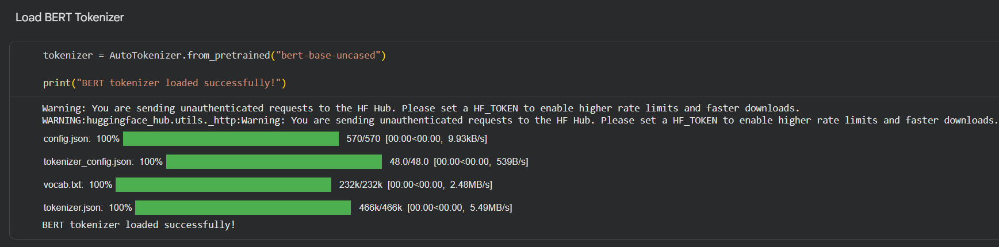 Load BERT Tokenizer
tokenizer = AutoTokenizer.from_pretrained("bert-base-uncased")
print("BERT tokenizer loaded successfully!")
Warning: You are sending unauthenticated requests to the HF Hub. Please set a HF_TOKEN to enable higher rate limits and faster downloads.
WARNING:huggingface_hub.utils._http:Warning: You are sending unauthenticated requests to the HF Hub. Please set a HF_TOKEN to enable higher rate limits and faster downloads.
config.json: 100% 570/570 [00:00<00:00, 9.93kB/s]
tokenizer_config.json: 100% 48.0/48.0 [00:00<00:00, 539B/s]
vocab.txt: 100% 232k/232k [00:00<00:00, 2.48MB/s]
tokenizer.json: 100% 466k/466k [00:00<00:00, 5.49MB/s]
BERT tokenizer loaded successfully!